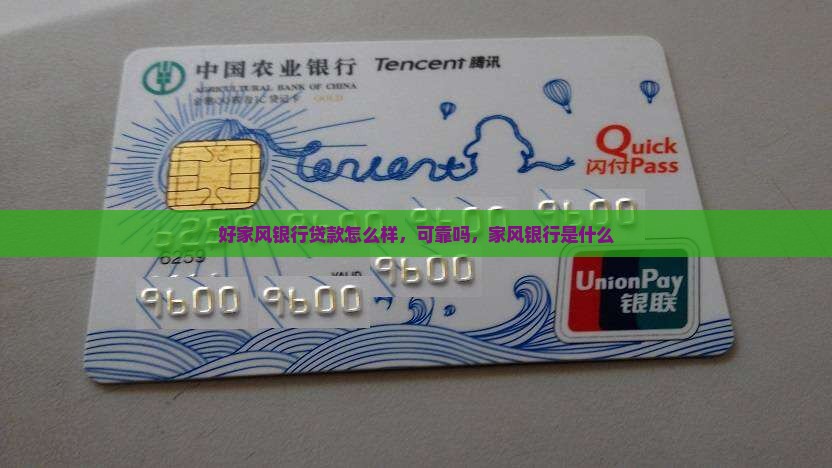 中国农业银行 Tencent 腾讯
AGRICULTURAL BANK OF CHINA
GOLD
Tencent
Quick
闪付Pass
9600 9600
好家风银行贷款怎么样，可靠吗，家风银行是什么
6259
VALID
9600
9600 9600
UnionPay
银联